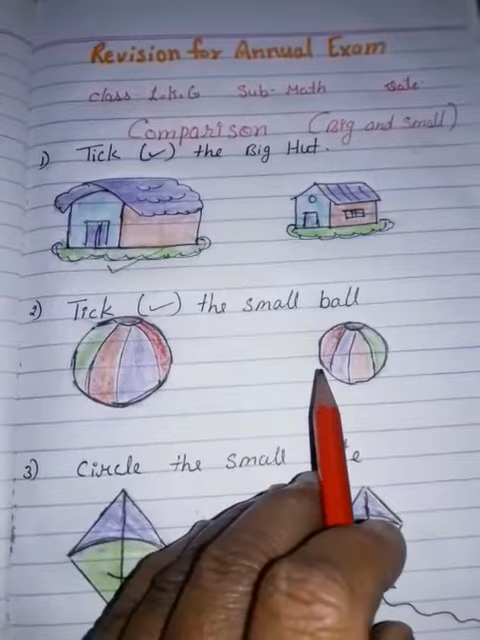 Revision for Annual Exam
Class- L.K.G Sub- Math Date-
Comparison (Big and Small)
1) Tick (✓) the Big Hut.
2) Tick (✓) the small ball
3) Circle the small